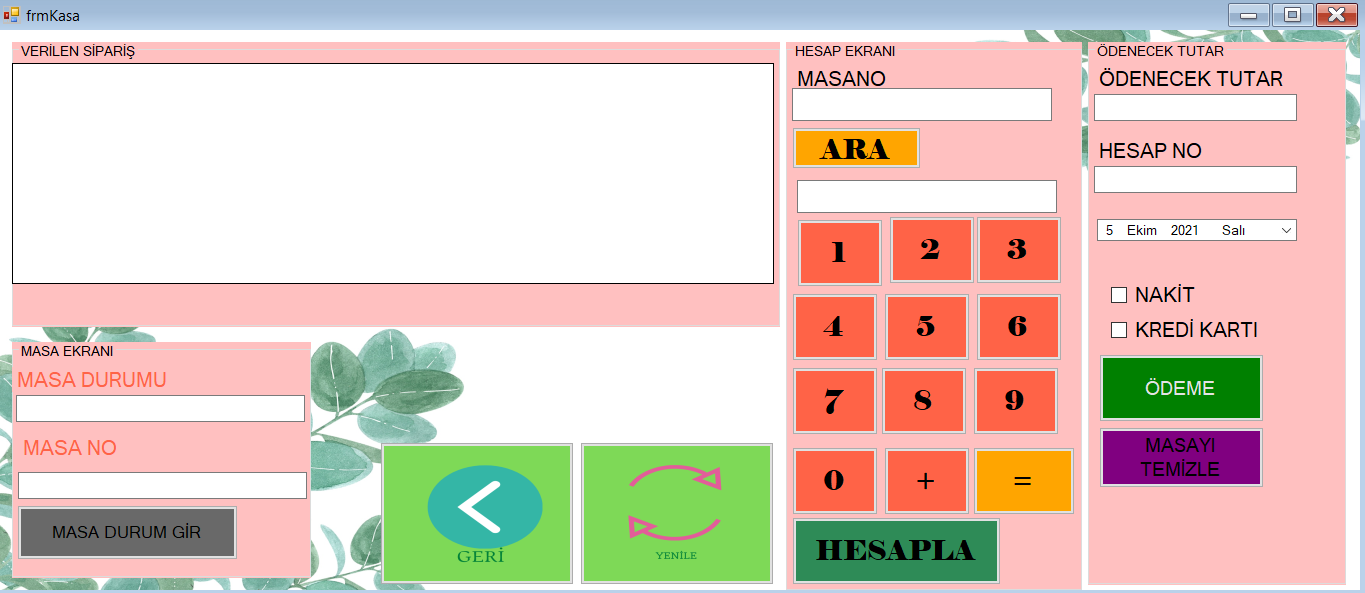 frmKasa
VERİLEN SİPARİŞ
MASA EKRANI
MASA DURUMU
MASA NO
MASA DURUM GİR
GERİ
YENİLE
HESAP EKRANI
MASANO
ARA
1 2 3
4 5 6
7 8 9
0 + =
HESAPLA
ÖDENECEK TUTAR
ÖDENECEK TUTAR
HESAP NO
5 Ekim 2021 Salı
NAKİT
KREDİ KARTI
ÖDEME
MASAYI
TEMİZLE